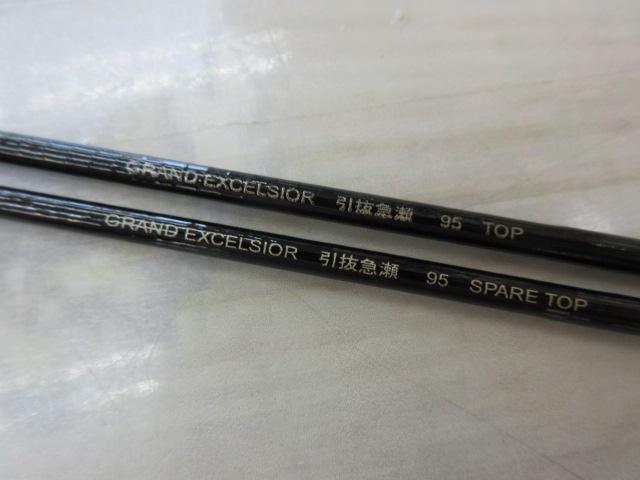 GRAND EXCELSIOR 引抜急瀬 95 TOP
GRAND EXCELSIOR 引抜急瀬 95 SPARE TOP